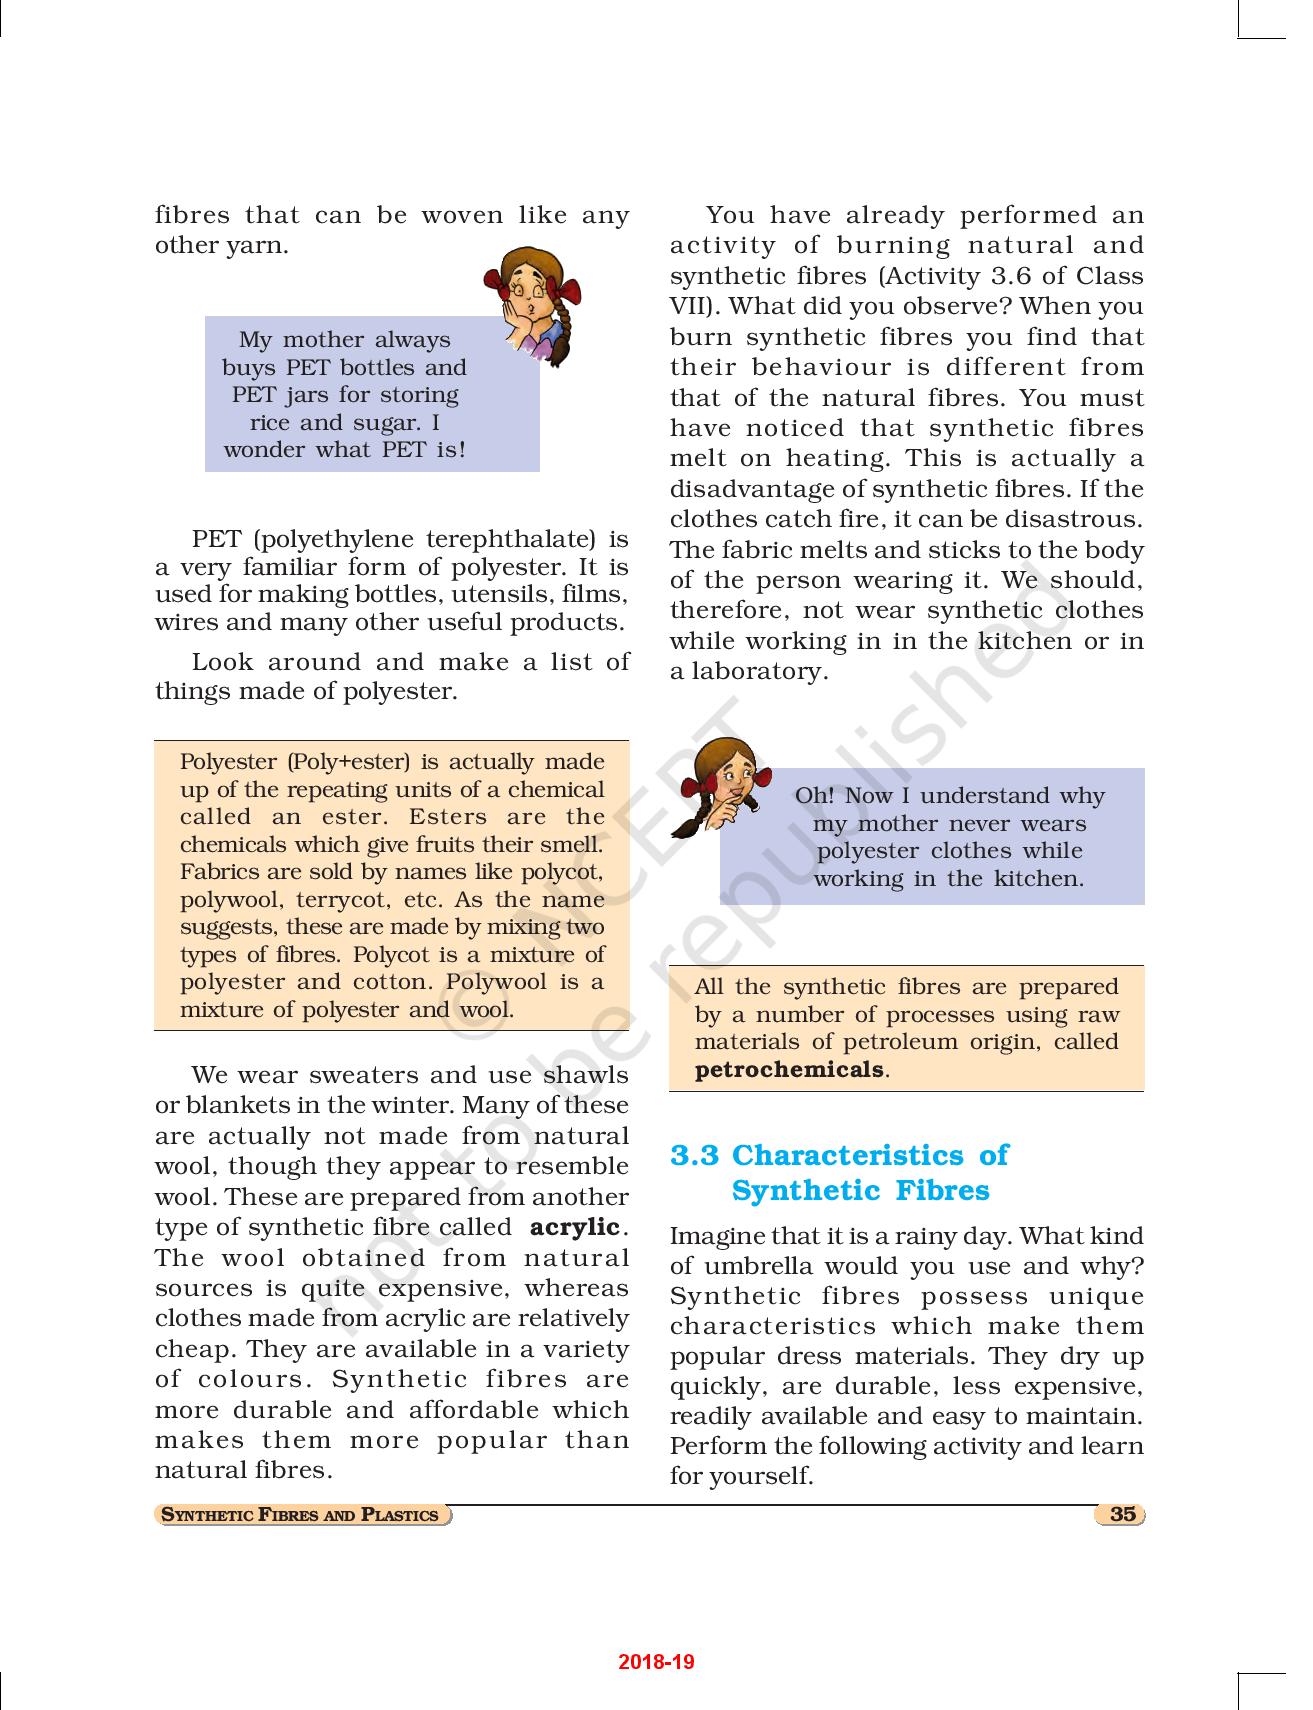 fibres that can be woven like any
other yarn.
My mother always
buys PET bottles and
PET jars for storing
rice and sugar. I
wonder what PET is!
PET (polyethylene terephthalate) is
a very familiar form of polyester. It is
used for making bottles, utensils, films,
wires and many other useful products.
Look around and make a list of
things made of polyester.
Polyester (Poly+ester) is actually made
up of the repeating units of a chemical
called an ester. Esters are the
chemicals which give fruits their smell.
Fabrics are sold by names like polycot,
polywool, terrycot, etc. As the name
suggests, these are made by mixing two
types of fibres. Polycot is a mixture of
polyester and cotton. Polywool is a
mixture of polyester and wool.
We wear sweaters and use shawls
or blankets in the winter. Many of these
are actually not made from natural
wool, though they appear to resemble
wool. These are prepared from another
type of synthetic fibre called acrylic.
The wool obtained from natural
sources is quite expensive, whereas
clothes made from acrylic are relatively
cheap. They are available in a variety
of colours. Synthetic fibres are
more durable and affordable which
makes them more popular than
natural fibres.
You have already performed an
activity of burning natural and
synthetic fibres (Activity 3.6 of Class
VII). What did you observe? When you
burn synthetic fibres you find that
their behaviour is different from
that of the natural fibres. You must
have noticed that synthetic fibres
melt on heating. This is actually a
disadvantage of synthetic fibres. If the
clothes catch fire, it can be disastrous.
The fabric melts and sticks to the body
of the person wearing it. We should,
therefore, not wear synthetic clothes
while working in in the kitchen or in
a laboratory.
Oh! Now I understand why
my mother never wears
polyester clothes while
working in the kitchen.
All the synthetic fibres are prepared
by a number of processes using raw
materials of petroleum origin, called
petrochemicals.
3.3 Characteristics of
Synthetic Fibres
Imagine that it is a rainy day. What kind
of umbrella would you use and why?
Synthetic fibres possess unique
characteristics which make them
popular dress materials. They dry up
quickly, are durable, less expensive,
readily available and easy to maintain.
Perform the following activity and learn
for yourself.
© NCERT
not to be republished
SYNTHETIC FIBRES AND PLASTICS
35
2018-19